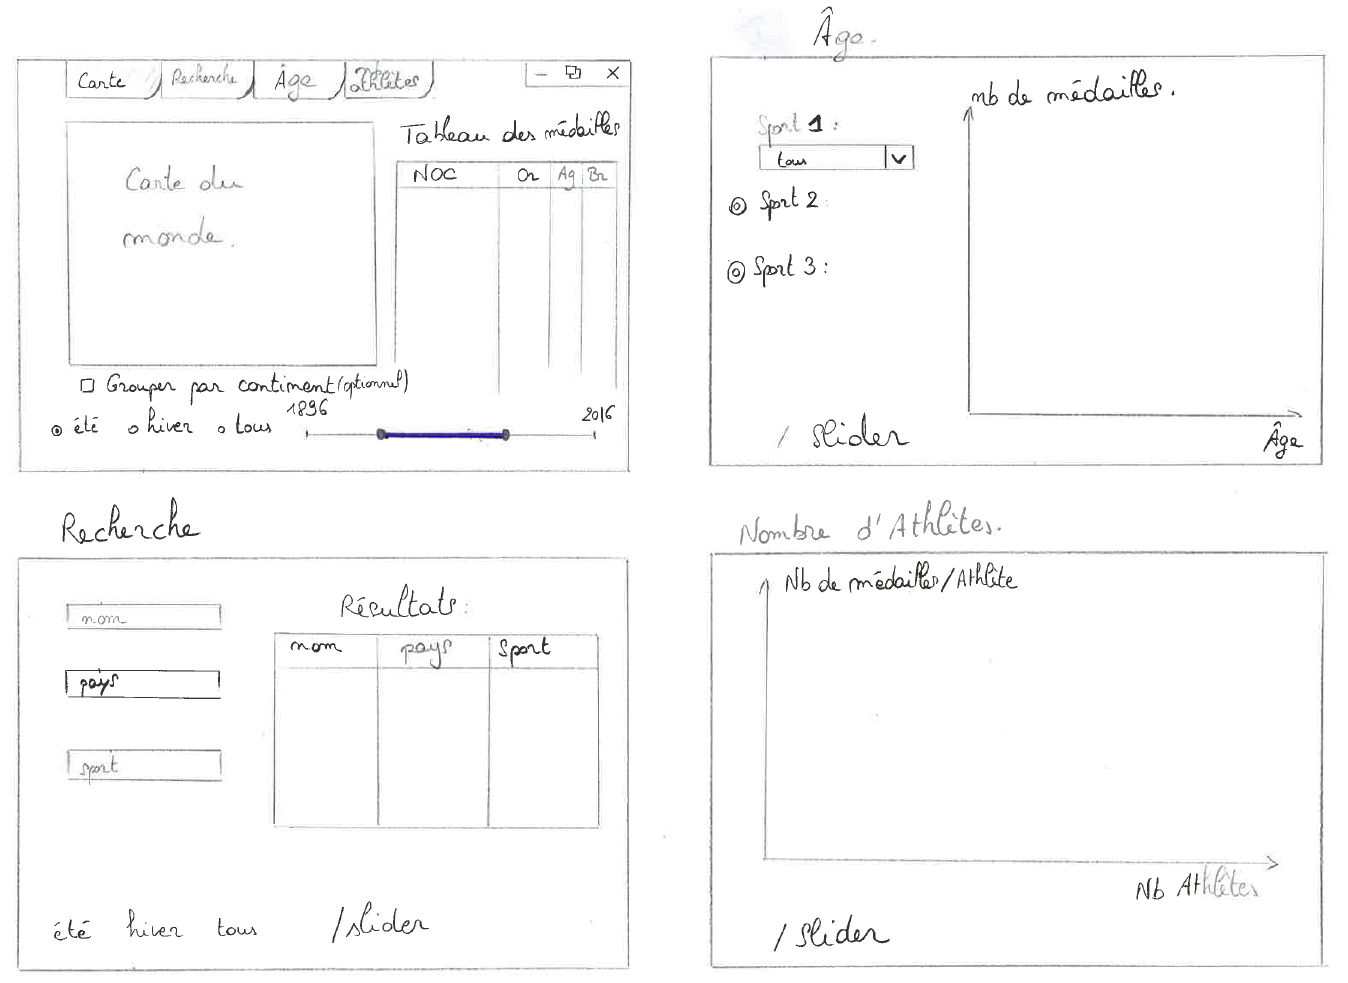 Carte Recherche Âge Athlètes
Carte du
monde.
Tableau des médailles
NOC Or Ag Br
Grouper par continent (optionnel)
été hiver tous
1896 2016
Âge.
nb de médailles.
Sport 1 :
tous
Sport 2
Sport 3 :
/ slider
Âge
Recherche
nom
pays
sport
Résultats :
nom pays Sport
été hiver tous /slider
Nombre d'Athlètes.
Nb de médailles/Athlète
Nb Athlètes
/ slider